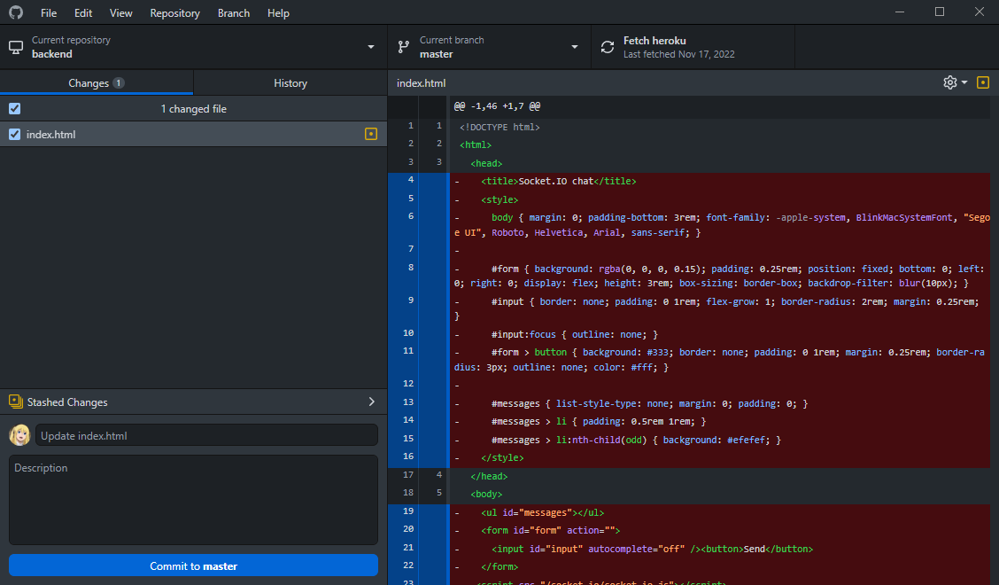 File Edit View Repository Branch Help
Current repository
backend
Current branch
master
Fetch heroku
Last fetched Nov 17, 2022
Changes 1
History
1 changed file
index.html
Stashed Changes
Update index.html
Description
Commit to master
index.html
@@ -1,46 +1,7 @@
1 1 <!DOCTYPE html>
2 2 <html>
3 3 <head>
4 - <title>Socket.IO chat</title>
5 - <style>
6 - body { margin: 0; padding-bottom: 3rem; font-family: -apple-system, BlinkMacSystemFont, "Sego
e UI", Roboto, Helvetica, Arial, sans-serif; }
7 -
8 - #form { background: rgba(0, 0, 0, 0.15); padding: 0.25rem; position: fixed; bottom: 0; left:
0; right: 0; display: flex; height: 3rem; box-sizing: border-box; backdrop-filter: blur(10px); }
9 - #input { border: none; padding: 0 1rem; flex-grow: 1; border-radius: 2rem; margin: 0.25rem;
}
10 - #input:focus { outline: none; }
11 - #form > button { background: #333; border: none; padding: 0 1rem; margin: 0.25rem; border-ra
dius: 3px; outline: none; color: #fff; }
12 -
13 - #messages { list-style-type: none; margin: 0; padding: 0; }
14 - #messages > li { padding: 0.5rem 1rem; }
15 - #messages > li:nth-child(odd) { background: #efefef; }
16 - </style>
17 4 </head>
18 5 <body>
19 - <ul id="messages"></ul>
20 - <form id="form" action="">
21 - <input id="input" autocomplete="off" /><button>Send</button>
22 - </form>
23 - <script src="/socket.io/socket.io.js"></script>